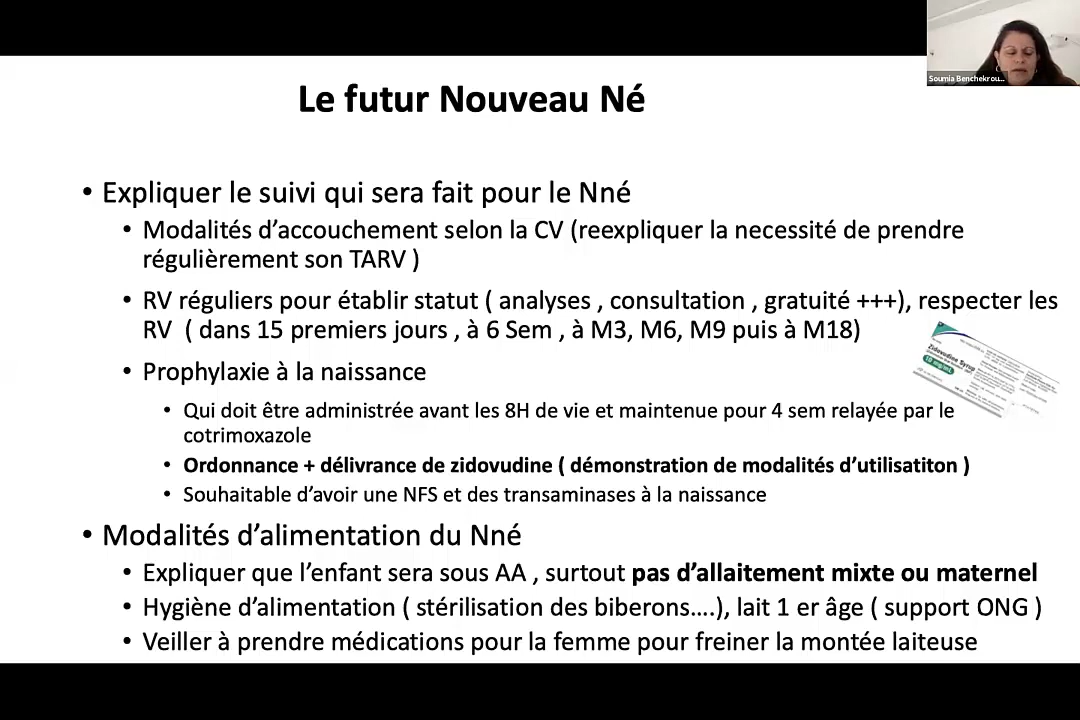 Soumia Benchekrou...
Le futur Nouveau Né
• Expliquer le suivi qui sera fait pour le Nné
• Modalités d’accouchement selon la CV (reexpliquer la necessité de prendre
régulièrement son TARV )
• RV réguliers pour établir statut ( analyses , consultation , gratuité +++), respecter les
RV ( dans 15 premiers jours , à 6 Sem , à M3, M6, M9 puis à M18)
Zidovudine Syrup
10 mg/mL
• Prophylaxie à la naissance
• Qui doit être administrée avant les 8H de vie et maintenue pour 4 sem relayée par le
cotrimoxazole
• Ordonnance + délivrance de zidovudine ( démonstration de modalités d’utilisatiton )
• Souhaitable d’avoir une NFS et des transaminases à la naissance
• Modalités d’alimentation du Nné
• Expliquer que l’enfant sera sous AA , surtout pas d’allaitement mixte ou maternel
• Hygiène d’alimentation ( stérilisation des biberons….), lait 1 er âge ( support ONG )
• Veiller à prendre médications pour la femme pour freiner la montée laiteuse